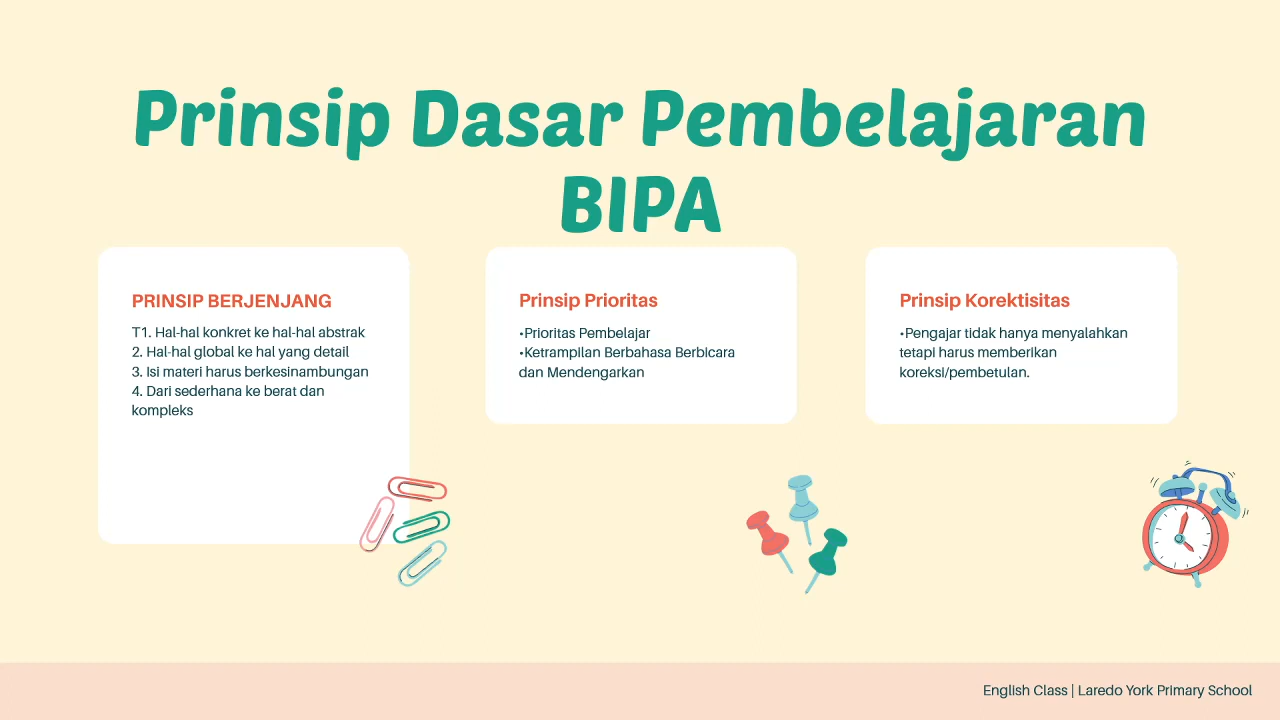 Prinsip Dasar Pembelajaran
BIPA
PRINSIP BERJENJANG
T1. Hal-hal konkret ke hal-hal abstrak
2. Hal-hal global ke hal yang detail
3. Isi materi harus berkesinambungan
4. Dari sederhana ke berat dan
kompleks
Prinsip Prioritas
•Prioritas Pembelajar
•Ketrampilan Berbahasa Berbicara
dan Mendengarkan
Prinsip Korektisitas
•Pengajar tidak hanya menyalahkan
tetapi harus memberikan
koreksi/pembetulan.
English Class | Laredo York Primary School